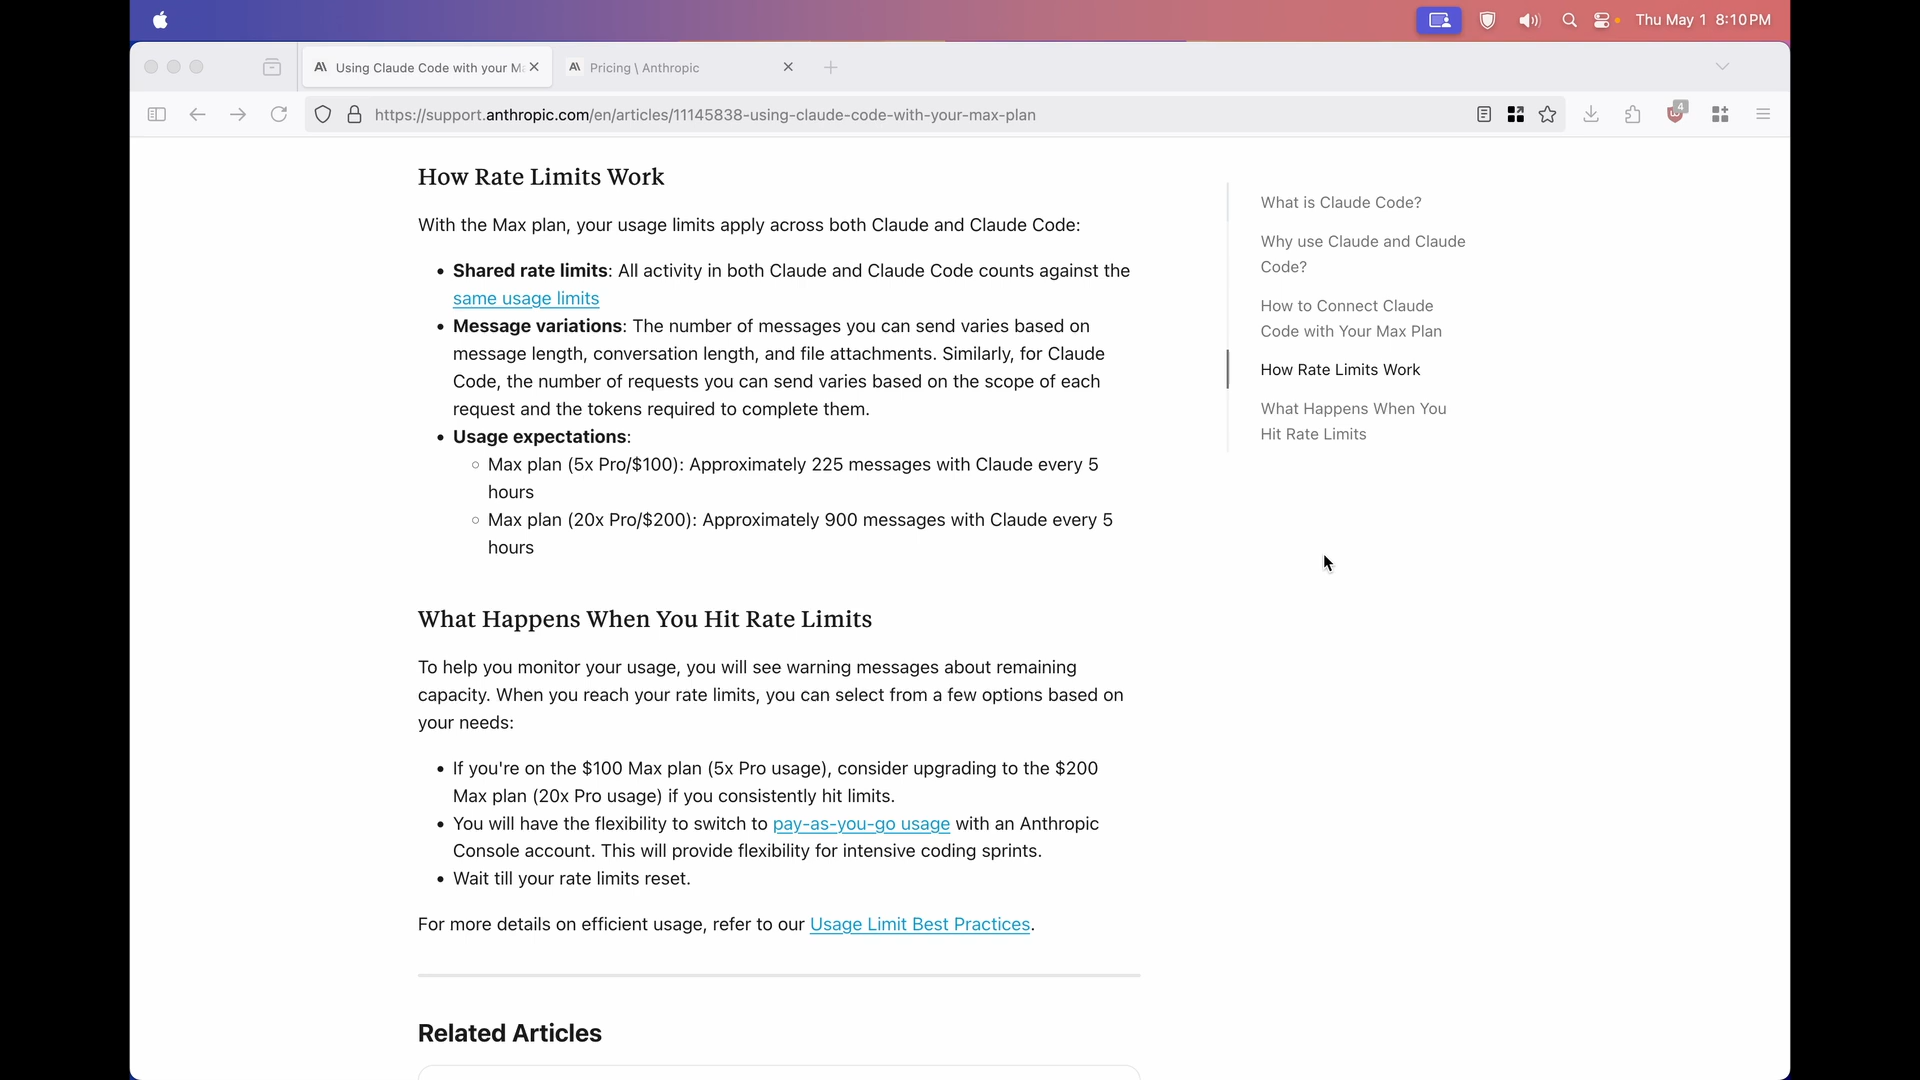 Thu May 1 8:10 PM
Using Claude Code with your Ma
Pricing \ Anthropic
https://support.anthropic.com/en/articles/11145838-using-claude-code-with-your-max-plan
4
How Rate Limits Work
With the Max plan, your usage limits apply across both Claude and Claude Code:
• Shared rate limits: All activity in both Claude and Claude Code counts against the
same usage limits
• Message variations: The number of messages you can send varies based on
message length, conversation length, and file attachments. Similarly, for Claude
Code, the number of requests you can send varies based on the scope of each
request and the tokens required to complete them.
• Usage expectations:
◦ Max plan (5x Pro/$100): Approximately 225 messages with Claude every 5
hours
◦ Max plan (20x Pro/$200): Approximately 900 messages with Claude every 5
hours
What Happens When You Hit Rate Limits
To help you monitor your usage, you will see warning messages about remaining
capacity. When you reach your rate limits, you can select from a few options based on
your needs:
• If you're on the $100 Max plan (5x Pro usage), consider upgrading to the $200
Max plan (20x Pro usage) if you consistently hit limits.
• You will have the flexibility to switch to pay-as-you-go usage with an Anthropic
Console account. This will provide flexibility for intensive coding sprints.
• Wait till your rate limits reset.
For more details on efficient usage, refer to our Usage Limit Best Practices.
Related Articles
What is Claude Code?
Why use Claude and Claude
Code?
How to Connect Claude
Code with Your Max Plan
How Rate Limits Work
What Happens When You
Hit Rate Limits